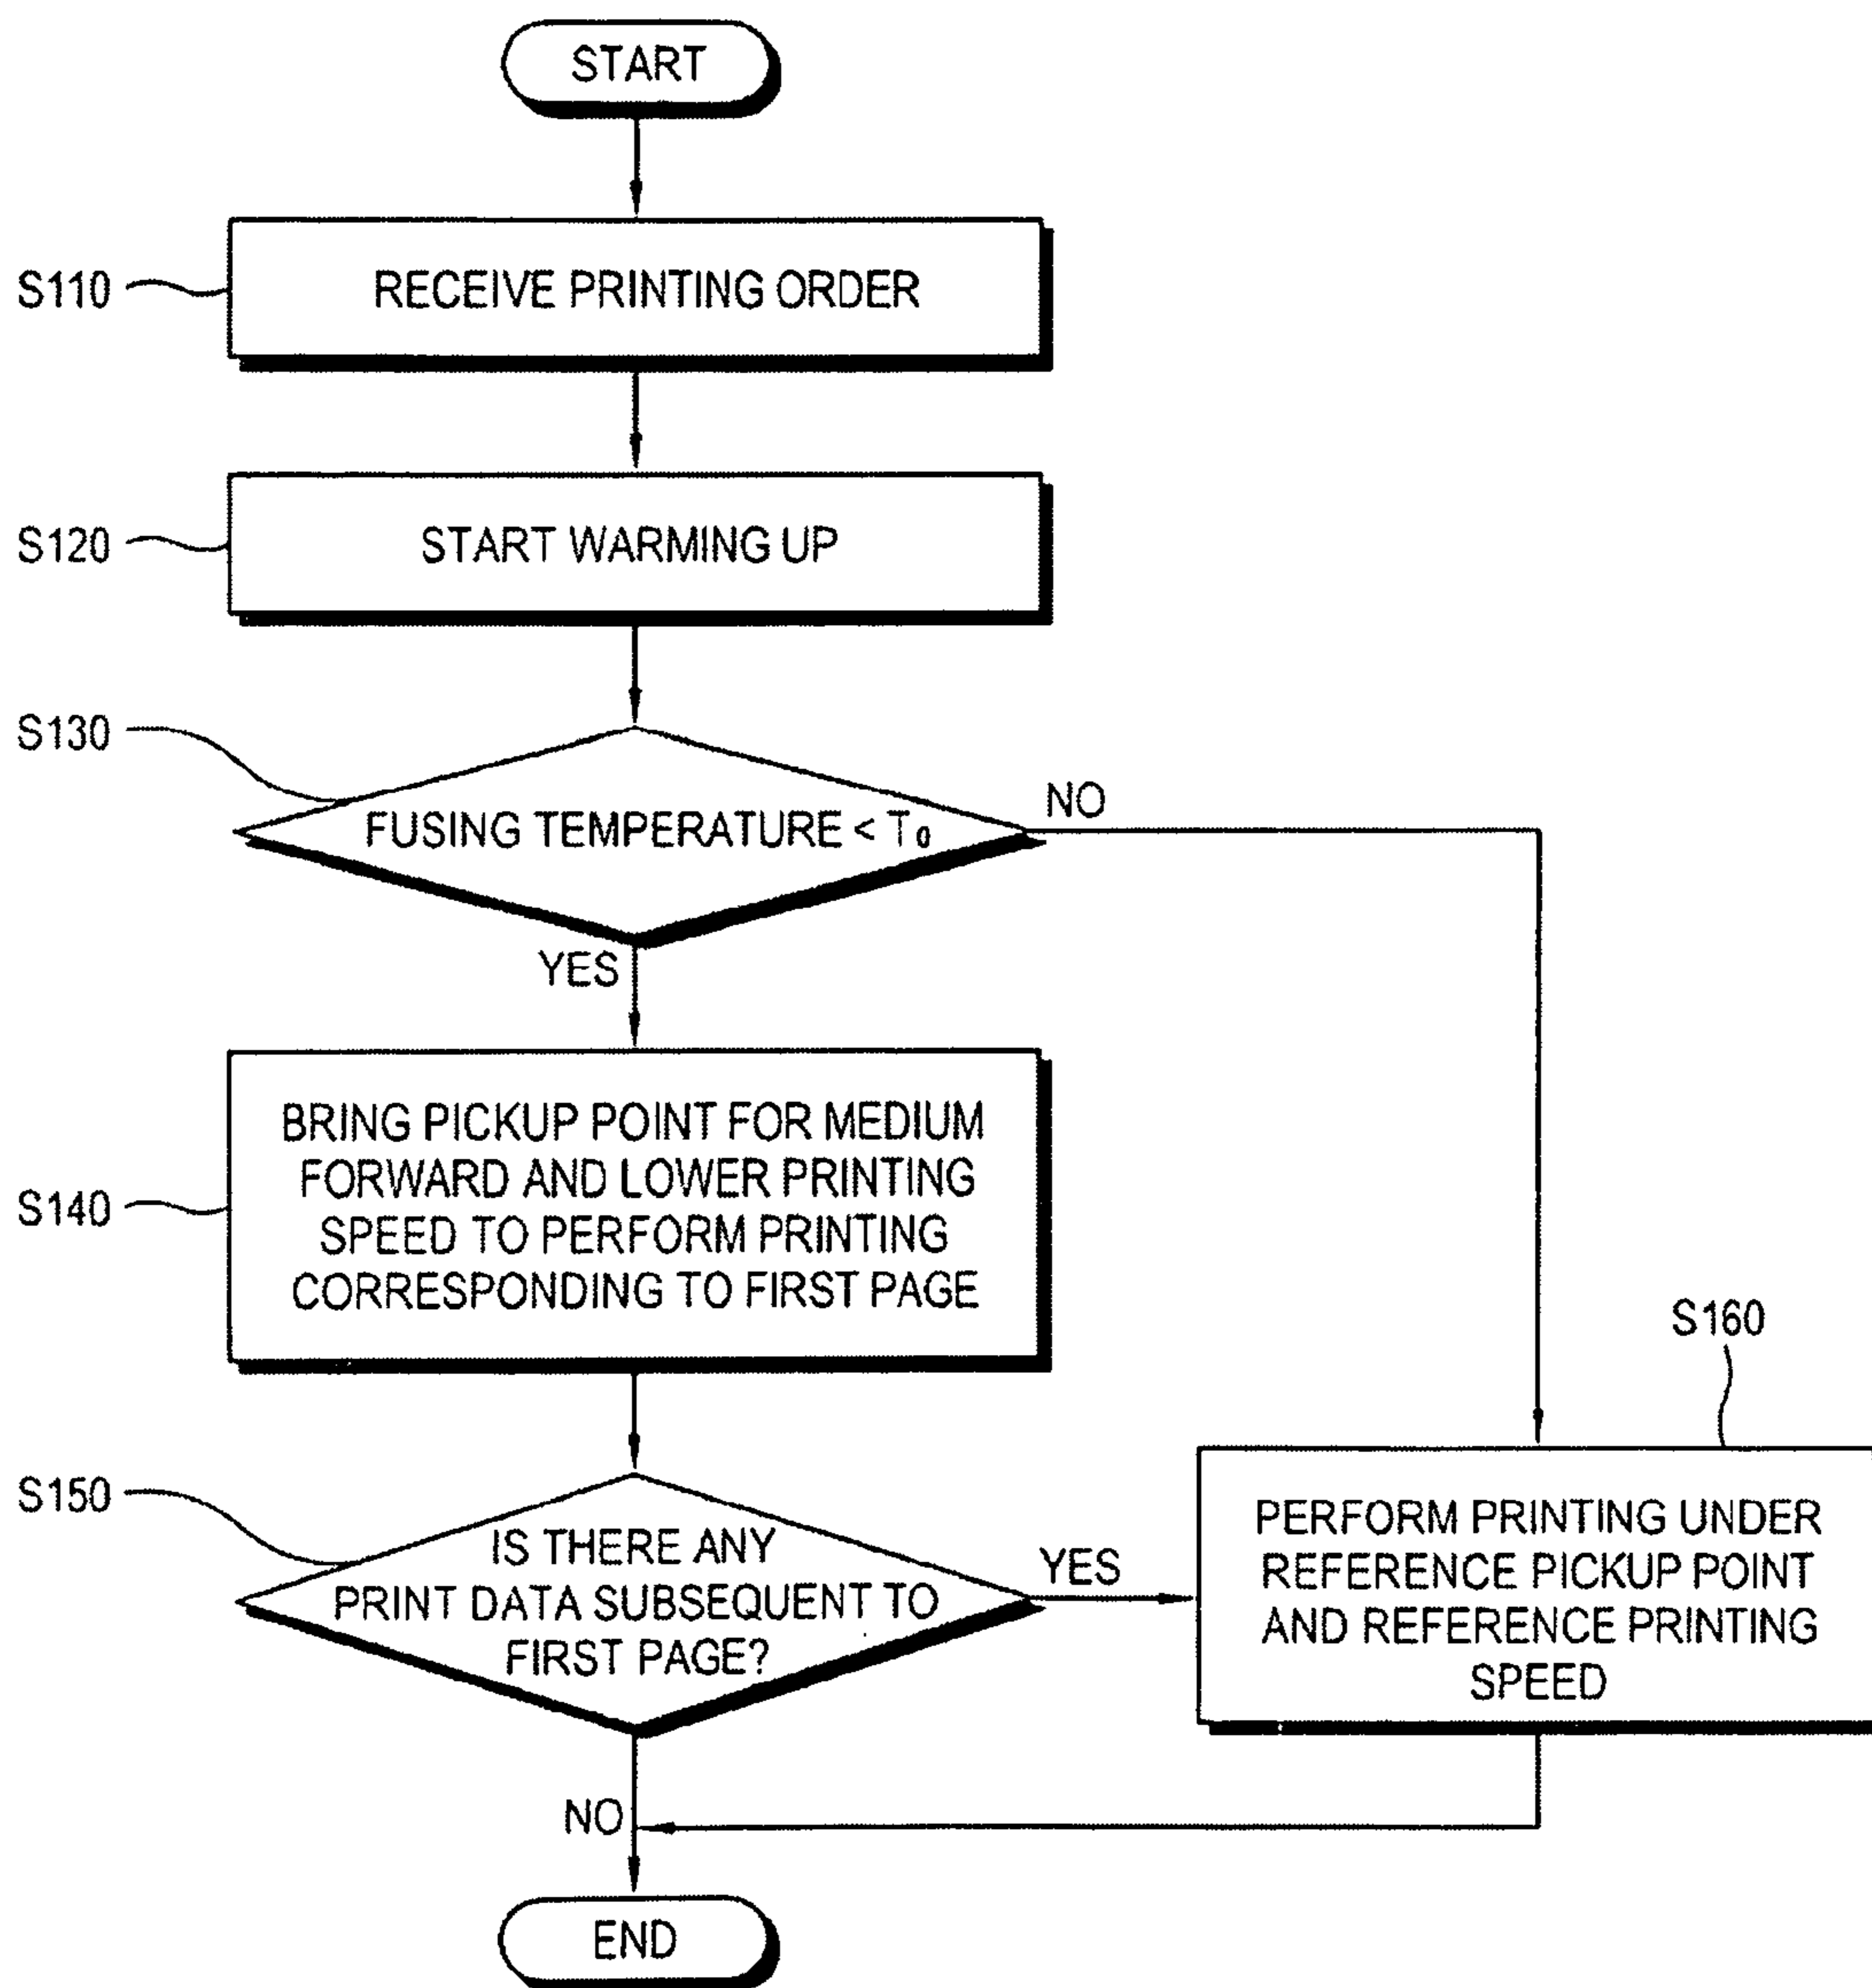 START
S110
RECEIVE PRINTING ORDER
S120
START WARMING UP
S130
FUSING TEMPERATURE < T₀
NO
YES
S140
BRING PICKUP POINT FOR MEDIUM
FORWARD AND LOWER PRINTING
SPEED TO PERFORM PRINTING
CORRESPONDING TO FIRST PAGE
S150
IS THERE ANY
PRINT DATA SUBSEQUENT TO
FIRST PAGE?
YES
NO
S160
PERFORM PRINTING UNDER
REFERENCE PICKUP POINT
AND REFERENCE PRINTING
SPEED
END